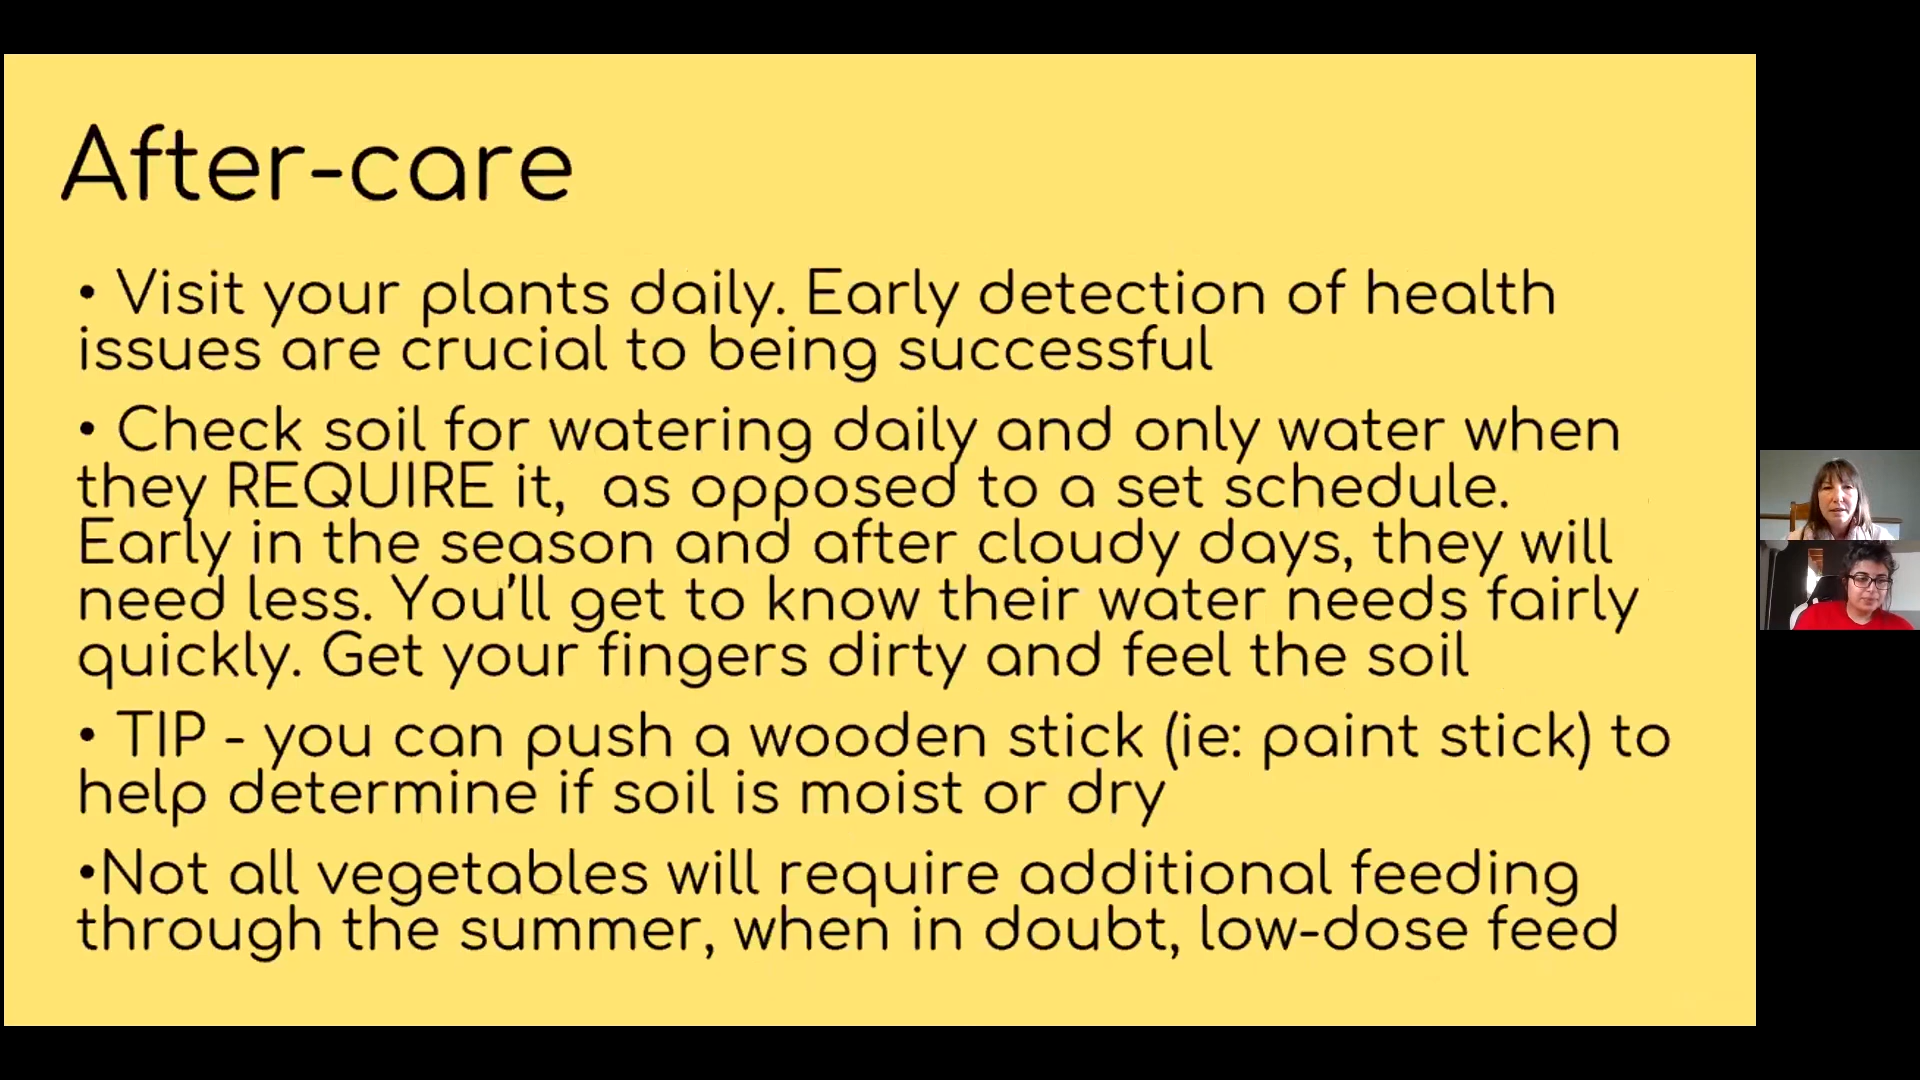 After-care
• Visit your plants daily. Early detection of health
issues are crucial to being successful
• Check soil for watering daily and only water when
they REQUIRE it,  as opposed to a set schedule.
Early in the season and after cloudy days, they will
need less. You'll get to know their water needs fairly
quickly. Get your fingers dirty and feel the soil
• TIP - you can push a wooden stick (ie: paint stick) to
help determine if soil is moist or dry
•Not all vegetables will require additional feeding
through the summer, when in doubt, low-dose feed